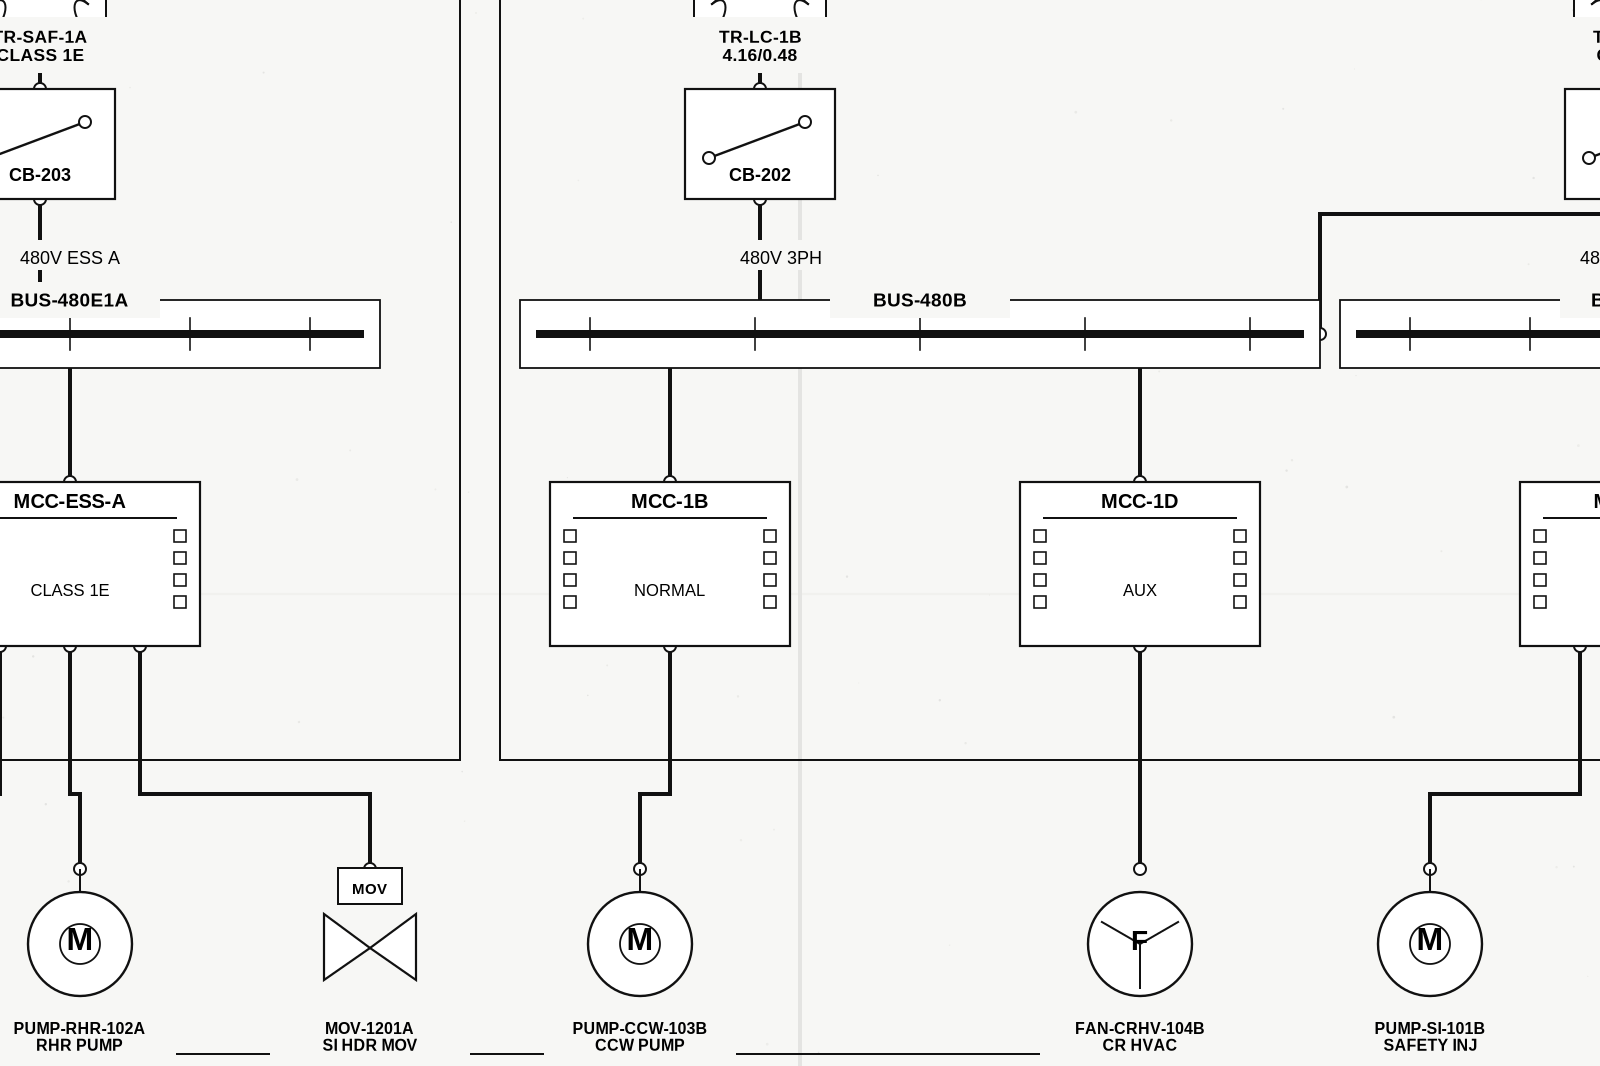 TR-SAF-1A
CLASS 1E
TR-LC-1B
4.16/0.48
CB-203
CB-202
480V ESS A
480V 3PH
48
BUS-480E1A
BUS-480B
MCC-ESS-A
CLASS 1E
MCC-1B
NORMAL
MCC-1D
AUX
MOV
M
M
F
M
PUMP-RHR-102A
RHR PUMP
MOV-1201A
SI HDR MOV
PUMP-CCW-103B
CCW PUMP
FAN-CRHV-104B
CR HVAC
PUMP-SI-101B
SAFETY INJ